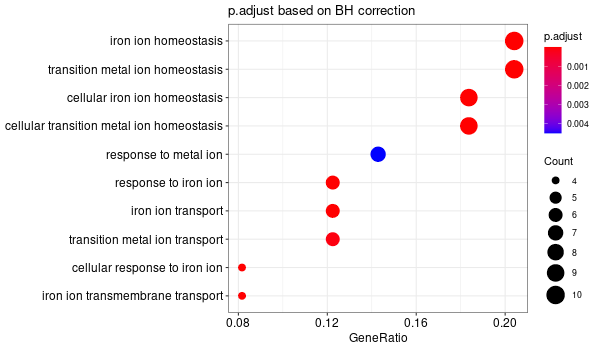 p.adjust based on BH correction
iron ion homeostasis
transition metal ion homeostasis
cellular iron ion homeostasis
cellular transition metal ion homeostasis
response to metal ion
response to iron ion
iron ion transport
transition metal ion transport
cellular response to iron ion
iron ion transmembrane transport
0.08 0.12 0.16 0.20
GeneRatio
p.adjust
0.001
0.002
0.003
0.004
Count
4
5
6
7
8
9
10